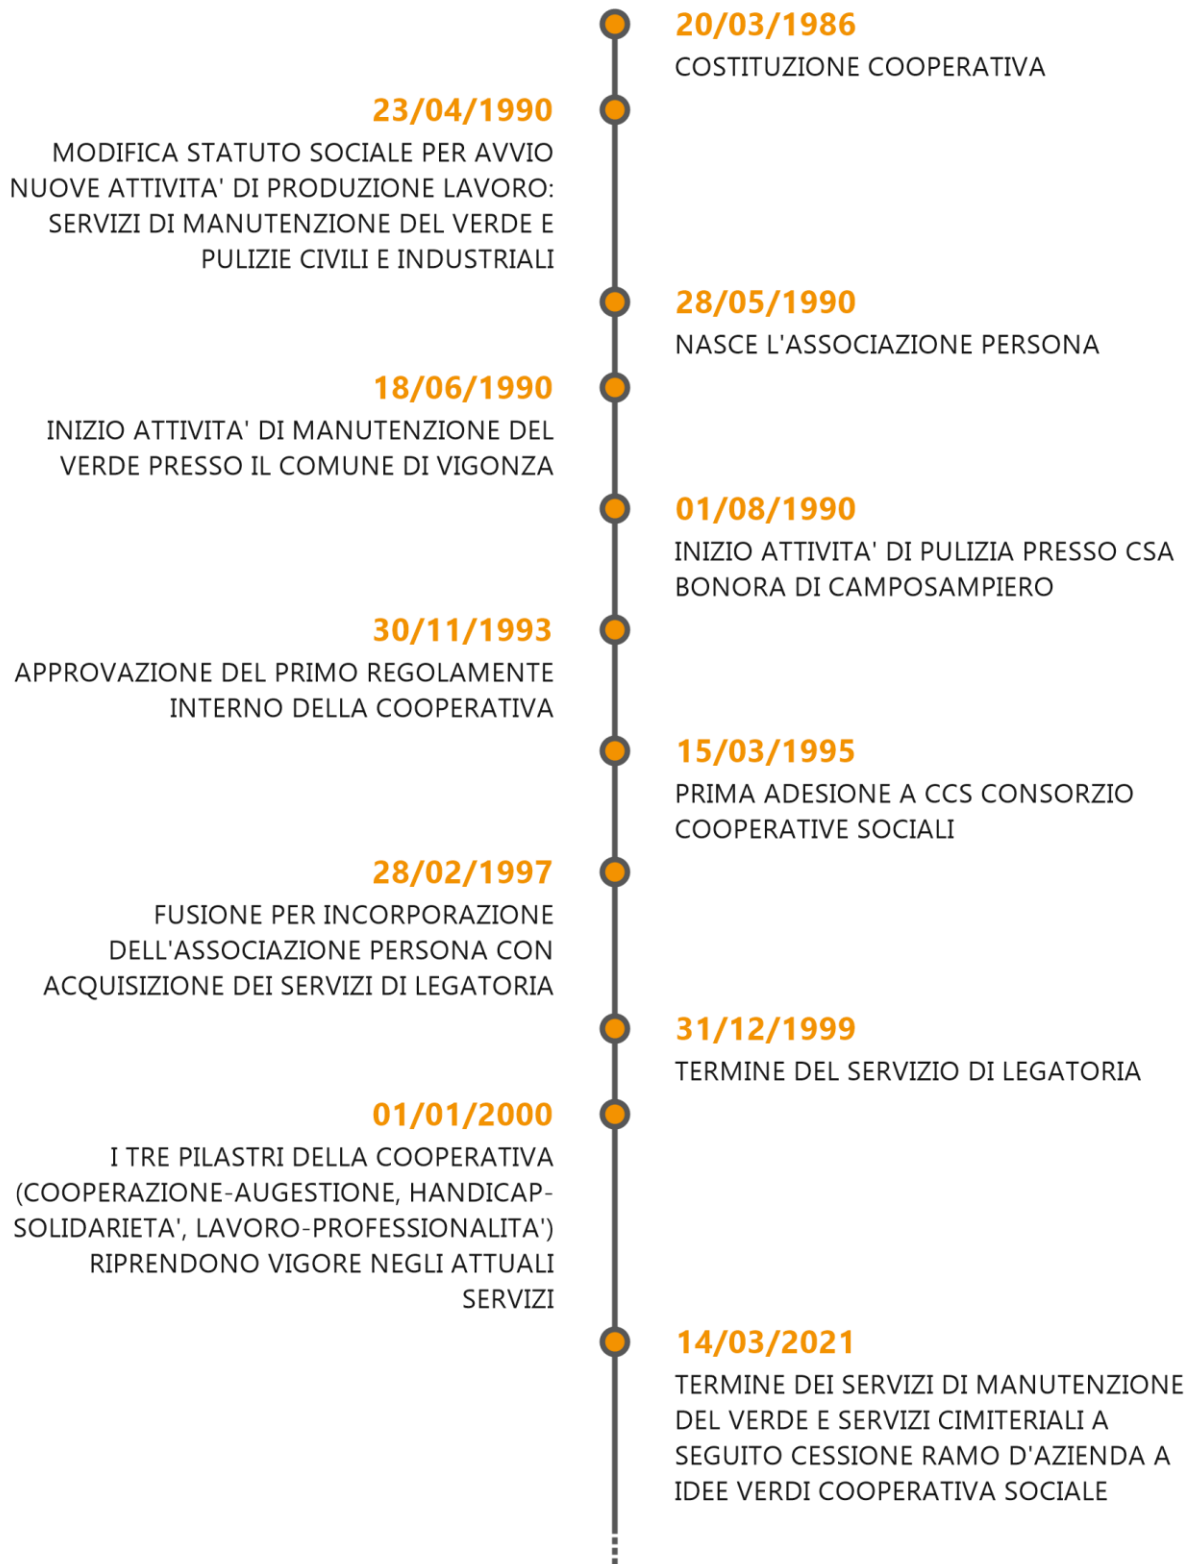 20/03/1986
COSTITUZIONE COOPERATIVA
23/04/1990
MODIFICA STATUTO SOCIALE PER AVVIO
NUOVE ATTIVITA' DI PRODUZIONE LAVORO:
SERVIZI DI MANUTENZIONE DEL VERDE E
PULIZIE CIVILI E INDUSTRIALI
28/05/1990
NASCE L'ASSOCIAZIONE PERSONA
18/06/1990
INIZIO ATTIVITA' DI MANUTENZIONE DEL
VERDE PRESSO IL COMUNE DI VIGONZA
01/08/1990
INIZIO ATTIVITA' DI PULIZIA PRESSO CSA
BONORA DI CAMPOSAMPIERO
30/11/1993
APPROVAZIONE DEL PRIMO REGOLAMENTE
INTERNO DELLA COOPERATIVA
15/03/1995
PRIMA ADESIONE A CCS CONSORZIO
COOPERATIVE SOCIALI
28/02/1997
FUSIONE PER INCORPORAZIONE
DELL'ASSOCIAZIONE PERSONA CON
ACQUISIZIONE DEI SERVIZI DI LEGATORIA
31/12/1999
TERMINE DEL SERVIZIO DI LEGATORIA
01/01/2000
I TRE PILASTRI DELLA COOPERATIVA
(COOPERAZIONE-AUGESTIONE, HANDICAP-
SOLIDARIETA', LAVORO-PROFESSIONALITA')
RIPRENDONO VIGORE NEGLI ATTUALI
SERVIZI
14/03/2021
TERMINE DEI SERVIZI DI MANUTENZIONE
DEL VERDE E SERVIZI CIMITERIALI A
SEGUITO CESSIONE RAMO D'AZIENDA A
IDEE VERDI COOPERATIVA SOCIALE